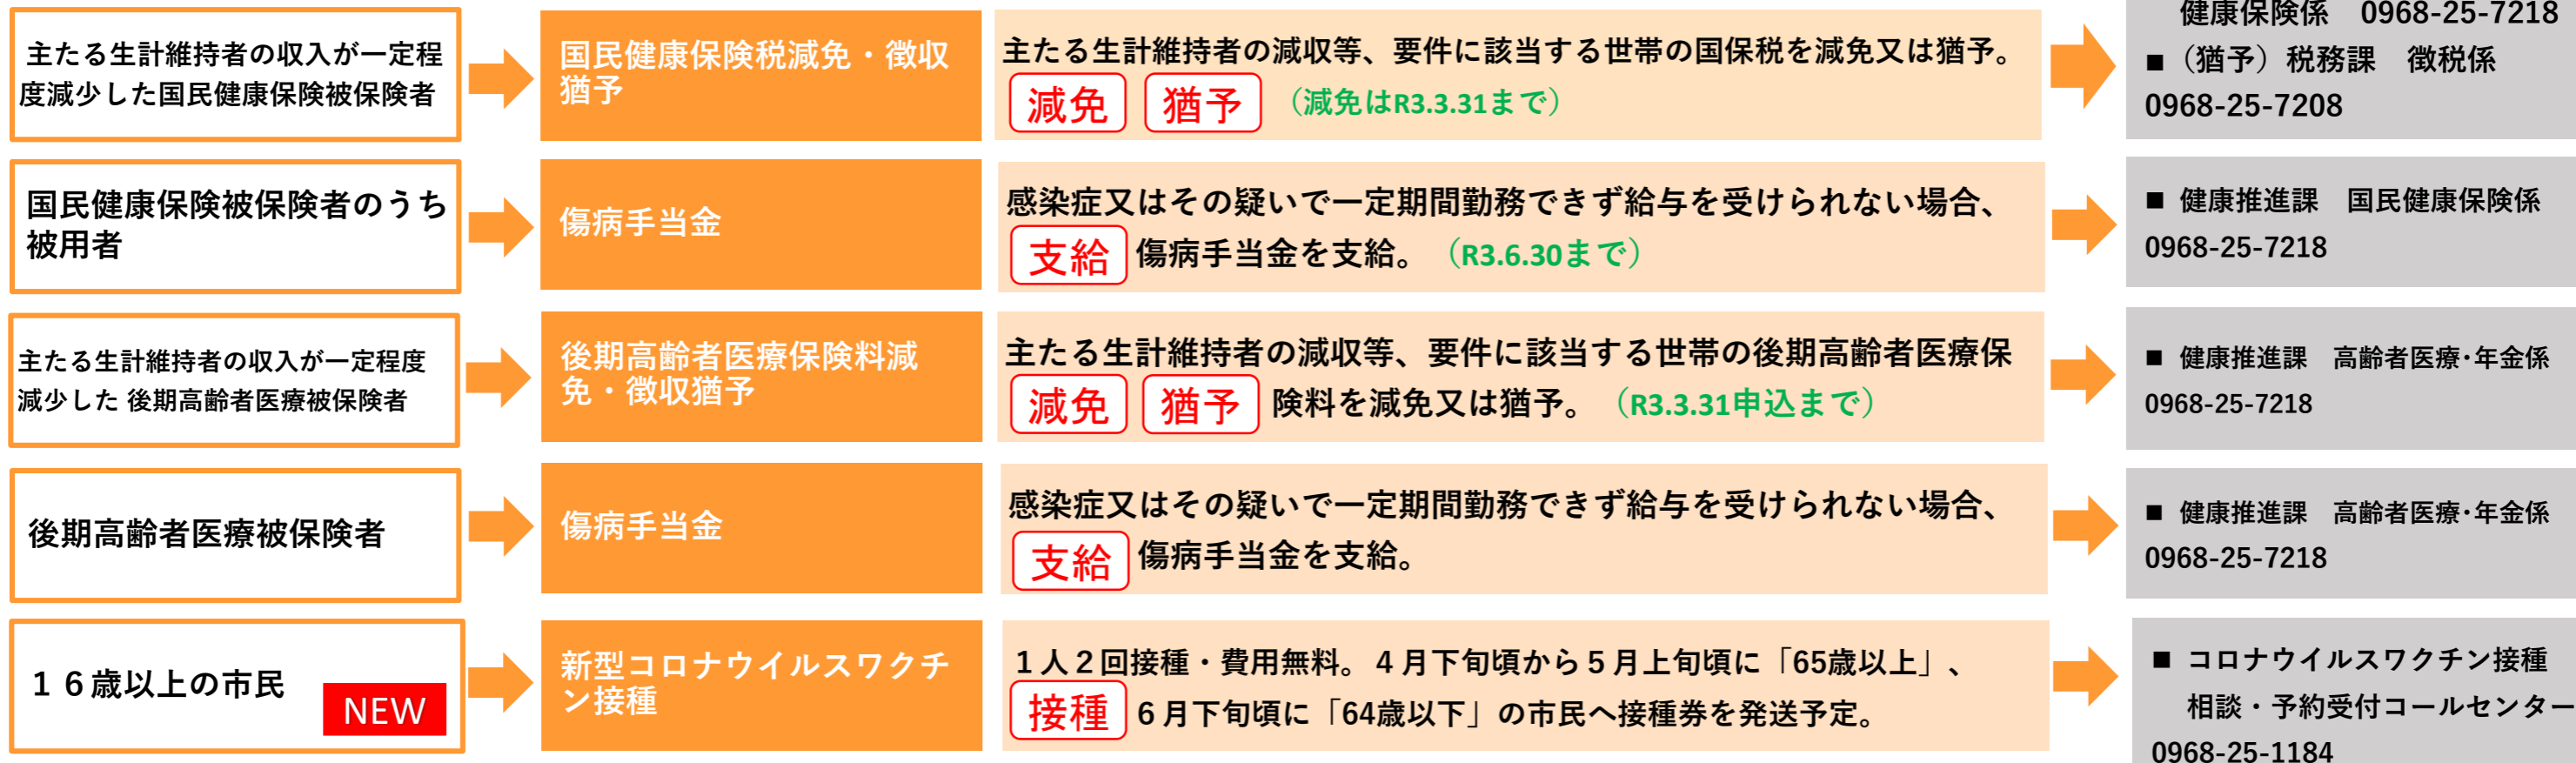 主たる生計維持者の収入が一定程
度減少した国民健康保険被保険者
国民健康保険税減免・徴収
猶予
主たる生計維持者の減収等、要件に該当する世帯の国保税を減免又は猶予。
減免 猶予 （減免はR3.3.31まで）
健康保険係 0968-25-7218
■（猶予）税務課 徴税係
0968-25-7208
国民健康保険被保険者のうち
被用者
傷病手当金
感染症又はその疑いで一定期間勤務できず給与を受けられない場合、
支給 傷病手当金を支給。（R3.6.30まで）
■ 健康推進課 国民健康保険係
0968-25-7218
主たる生計維持者の収入が一定程度
減少した 後期高齢者医療被保険者
後期高齢者医療保険料減
免・徴収猶予
主たる生計維持者の減収等、要件に該当する世帯の後期高齢者医療保
減免 猶予 険料を減免又は猶予。（R3.3.31申込まで）
■ 健康推進課 高齢者医療・年金係
0968-25-7218
後期高齢者医療被保険者
傷病手当金
感染症又はその疑いで一定期間勤務できず給与を受けられない場合、
支給 傷病手当金を支給。
■ 健康推進課 高齢者医療・年金係
0968-25-7218
１６歳以上の市民
NEW
新型コロナウイルスワクチ
ン接種
１人２回接種・費用無料。４月下旬頃から５月上旬頃に「65歳以上」、
接種 ６月下旬頃に「64歳以下」の市民へ接種券を発送予定。
■ コロナウイルスワクチン接種
相談・予約受付コールセンター
0968-25-1184